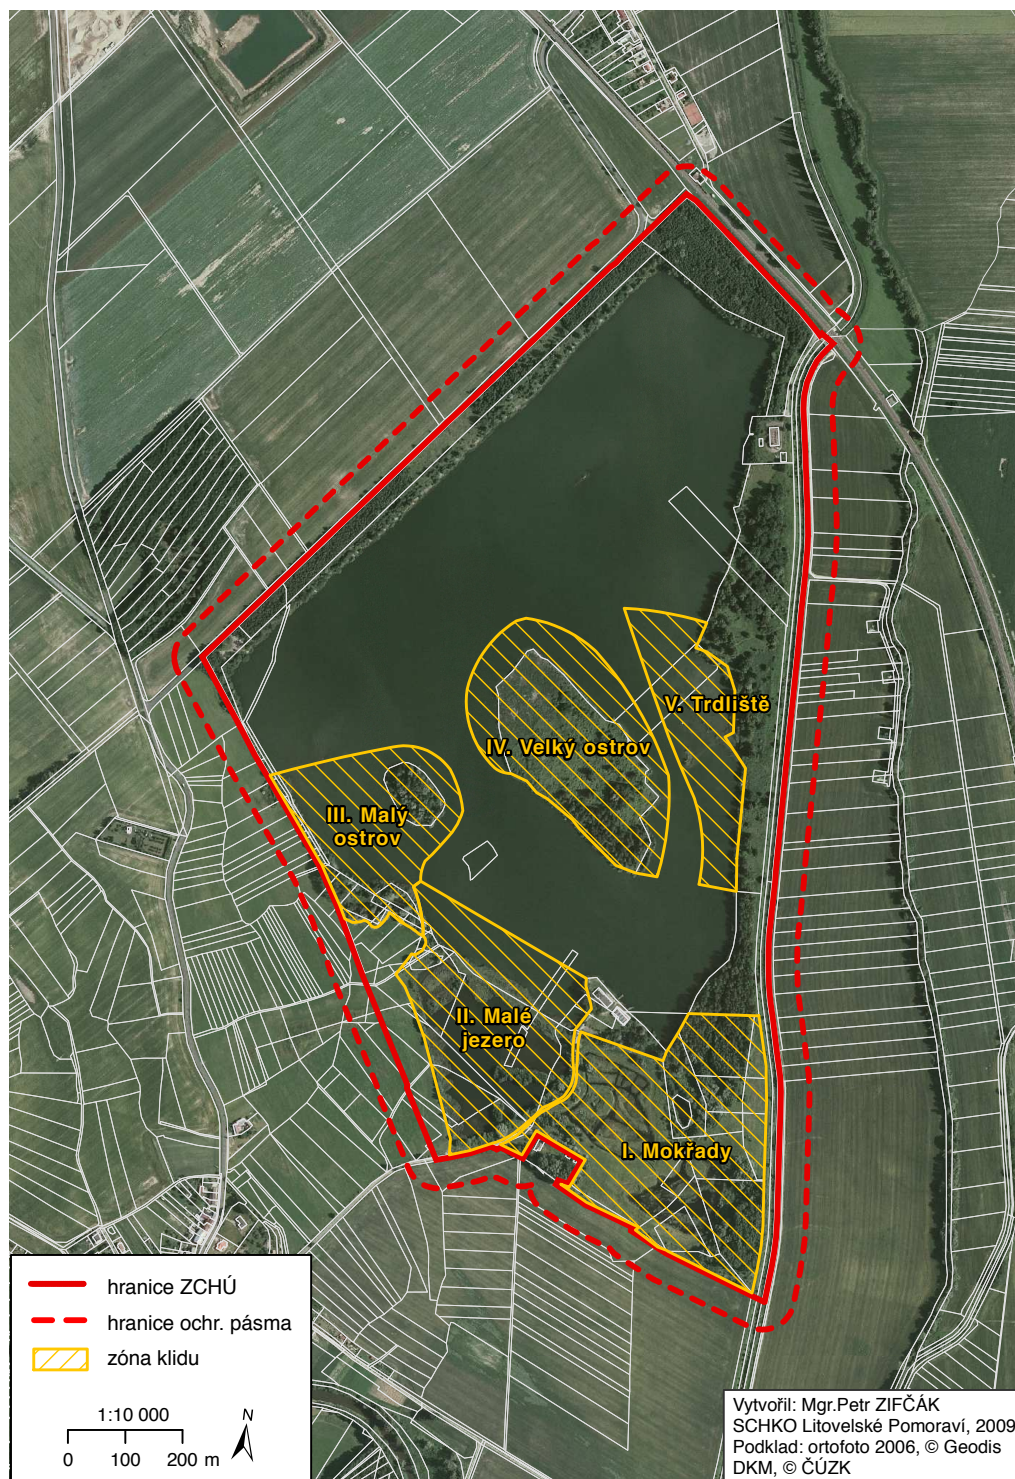 V. Trdliště
IV. Velký ostrov
III. Malý
ostrov
II. Malé
jezero
I. Mokřady
hranice ZCHÚ
hranice ochr. pásma
zóna klidu
1:10 000
N
0 100 200 m
Vytvořil: Mgr.Petr ZIFČÁK
SCHKO Litovelské Pomoraví, 2009
Podklad: ortofoto 2006, © Geodis
DKM, © ČÚZK